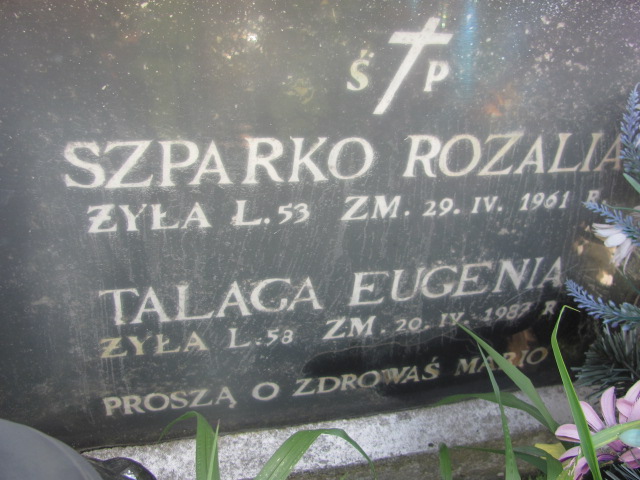 Ś P
SZPARKO ROZALIA
ŻYŁA L. 53 ZM. 29. IV. 1961 R
TALAGA EUGENIA
ŻYŁA L. 58 ZM. 20. IV. 1987 R
PROSZĄ O ZDROWAŚ MARIO